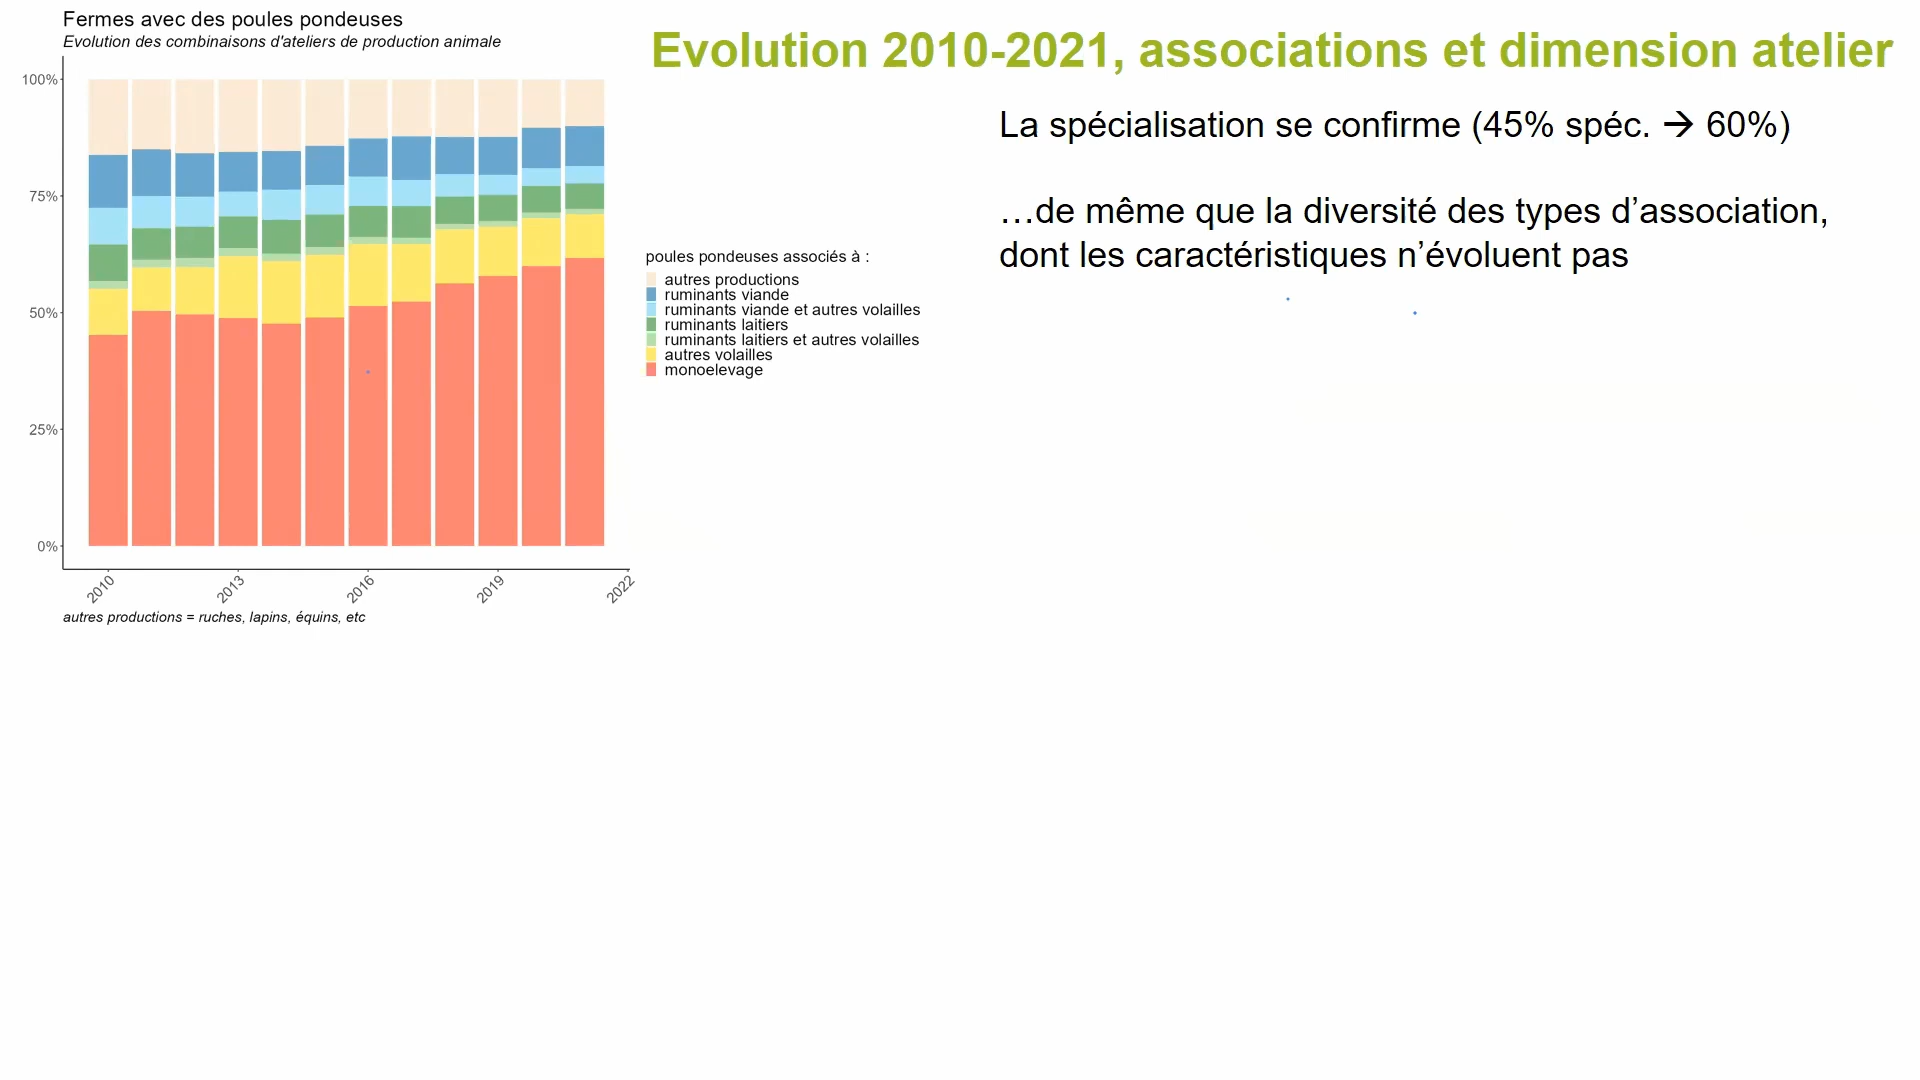 Fermes avec des poules pondeuses
Evolution des combinaisons d'ateliers de production animale
Evolution 2010-2021, associations et dimension atelier
La spécialisation se confirme (45% spéc. → 60%)
…de même que la diversité des types d’association,
dont les caractéristiques n’évoluent pas
100%
75%
50%
25%
0%
2010
2013
2016
2019
2022
autres productions = ruches, lapins, équins, etc
poules pondeuses associés à :
autres productions
ruminants viande
ruminants viande et autres volailles
ruminants laitiers
ruminants laitiers et autres volailles
autres volailles
monoelevage